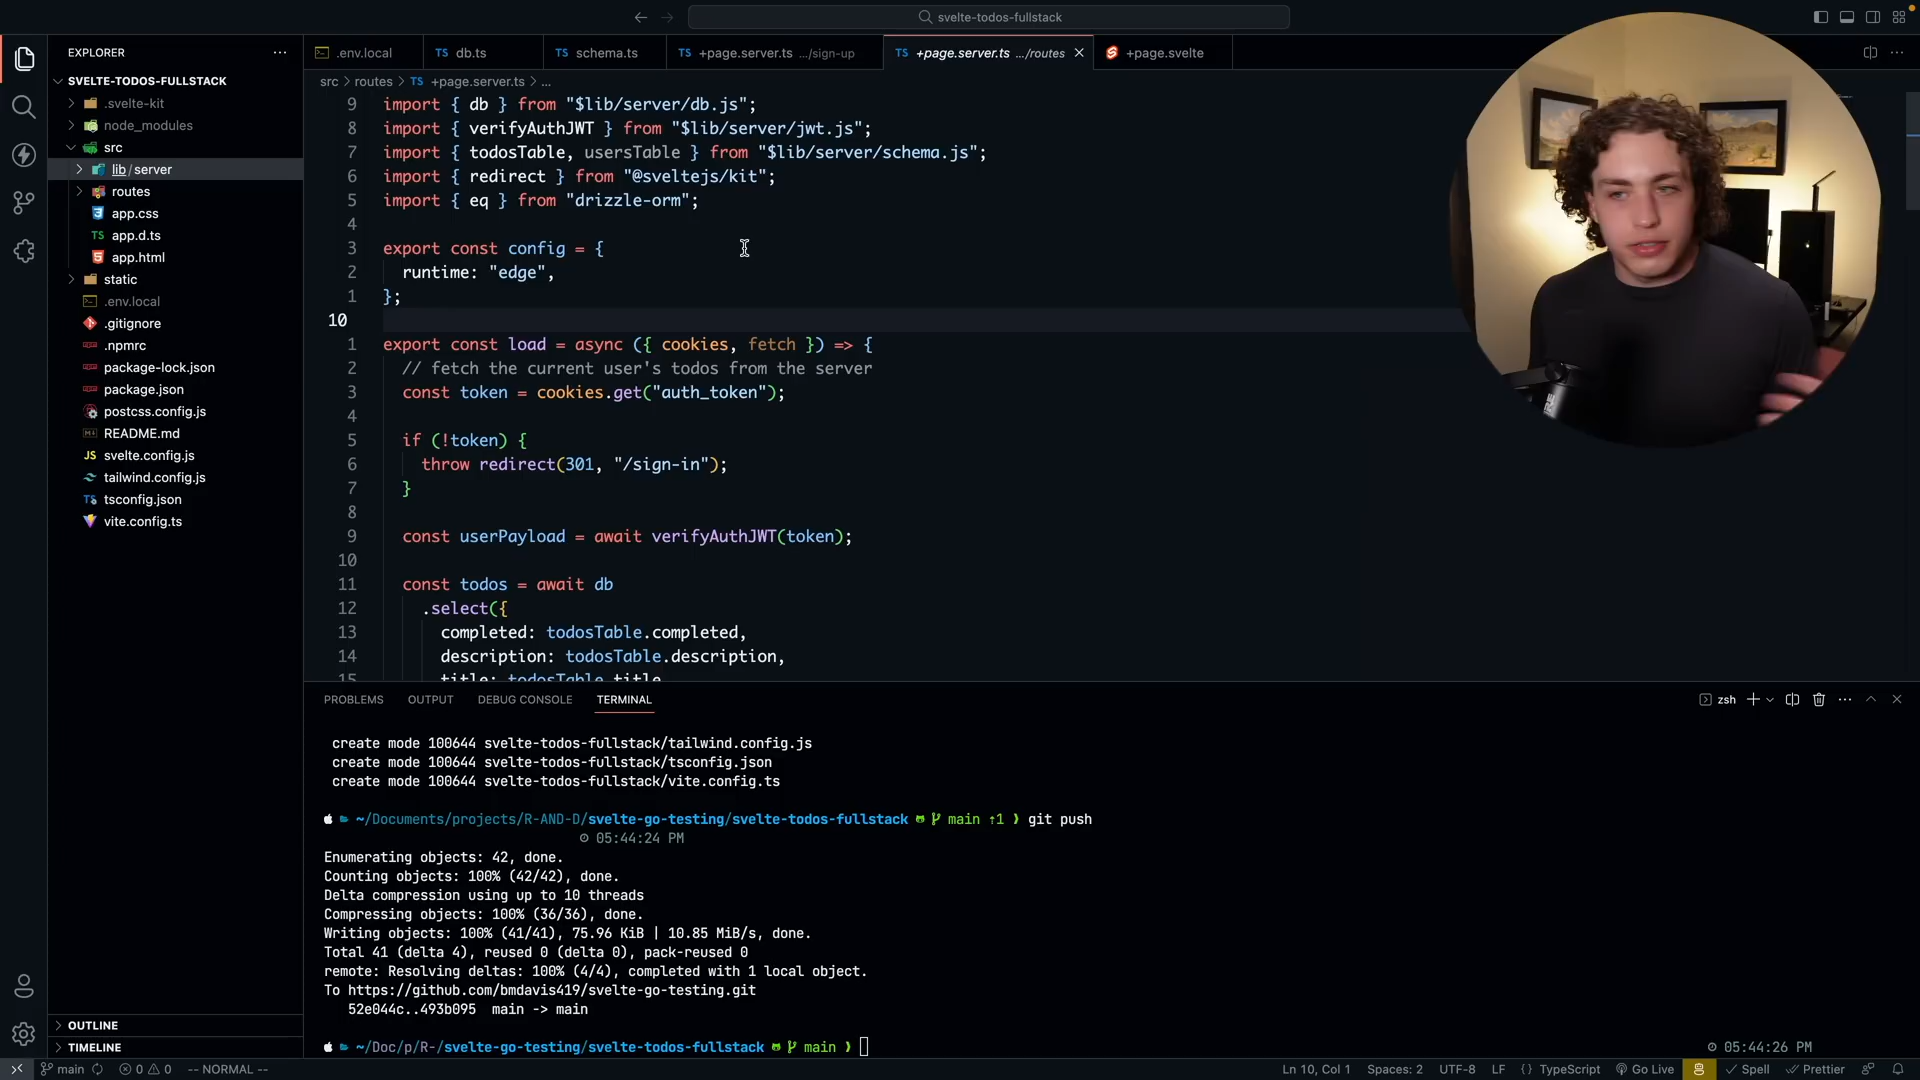 svelte-todos-fullstack
EXPLORER
SVELTE-TODOS-FULLSTACK
.svelte-kit
node_modules
src
lib / server
routes
app.css
TS app.d.ts
app.html
static
.env.local
.gitignore
.npmrc
package-lock.json
package.json
postcss.config.js
README.md
JS svelte.config.js
tailwind.config.js
TS tsconfig.json
vite.config.ts
OUTLINE
TIMELINE
.env.local
TS db.ts
TS schema.ts
TS +page.server.ts .../sign-up
TS +page.server.ts .../routes
+page.svelte
src > routes > TS +page.server.ts > ...
9 import { db } from "$lib/server/db.js";
8 import { verifyAuthJWT } from "$lib/server/jwt.js";
7 import { todosTable, usersTable } from "$lib/server/schema.js";
6 import { redirect } from "@sveltejs/kit";
5 import { eq } from "drizzle-orm";
4
3 export const config = {
2 runtime: "edge",
1 };
10
1 export const load = async ({ cookies, fetch }) => {
2 // fetch the current user's todos from the server
3 const token = cookies.get("auth_token");
4
5 if (!token) {
6 throw redirect(301, "/sign-in");
7 }
8
9 const userPayload = await verifyAuthJWT(token);
10
11 const todos = await db
12 .select({
13 completed: todosTable.completed,
14 description: todosTable.description,
15 title: todosTable.title
PROBLEMS OUTPUT DEBUG CONSOLE TERMINAL
zsh
create mode 100644 svelte-todos-fullstack/tailwind.config.js
create mode 100644 svelte-todos-fullstack/tsconfig.json
create mode 100644 svelte-todos-fullstack/vite.config.ts
~/Documents/projects/R-AND-D/svelte-go-testing/svelte-todos-fullstack main ⇡1 ❯ git push
05:44:24 PM
Enumerating objects: 42, done.
Counting objects: 100% (42/42), done.
Delta compression using up to 10 threads
Compressing objects: 100% (36/36), done.
Writing objects: 100% (41/41), 75.96 KiB | 10.85 MiB/s, done.
Total 41 (delta 4), reused 0 (delta 0), pack-reused 0
remote: Resolving deltas: 100% (4/4), completed with 1 local object.
To https://github.com/bmdavis419/svelte-go-testing.git
52e044c..493b095 main -> main
~/Doc/p/R-/svelte-go-testing/svelte-todos-fullstack main ❯
05:44:26 PM
main 0 0 -- NORMAL --
Ln 10, Col 1 Spaces: 2 UTF-8 LF { } TypeScript Go Live Spell Prettier